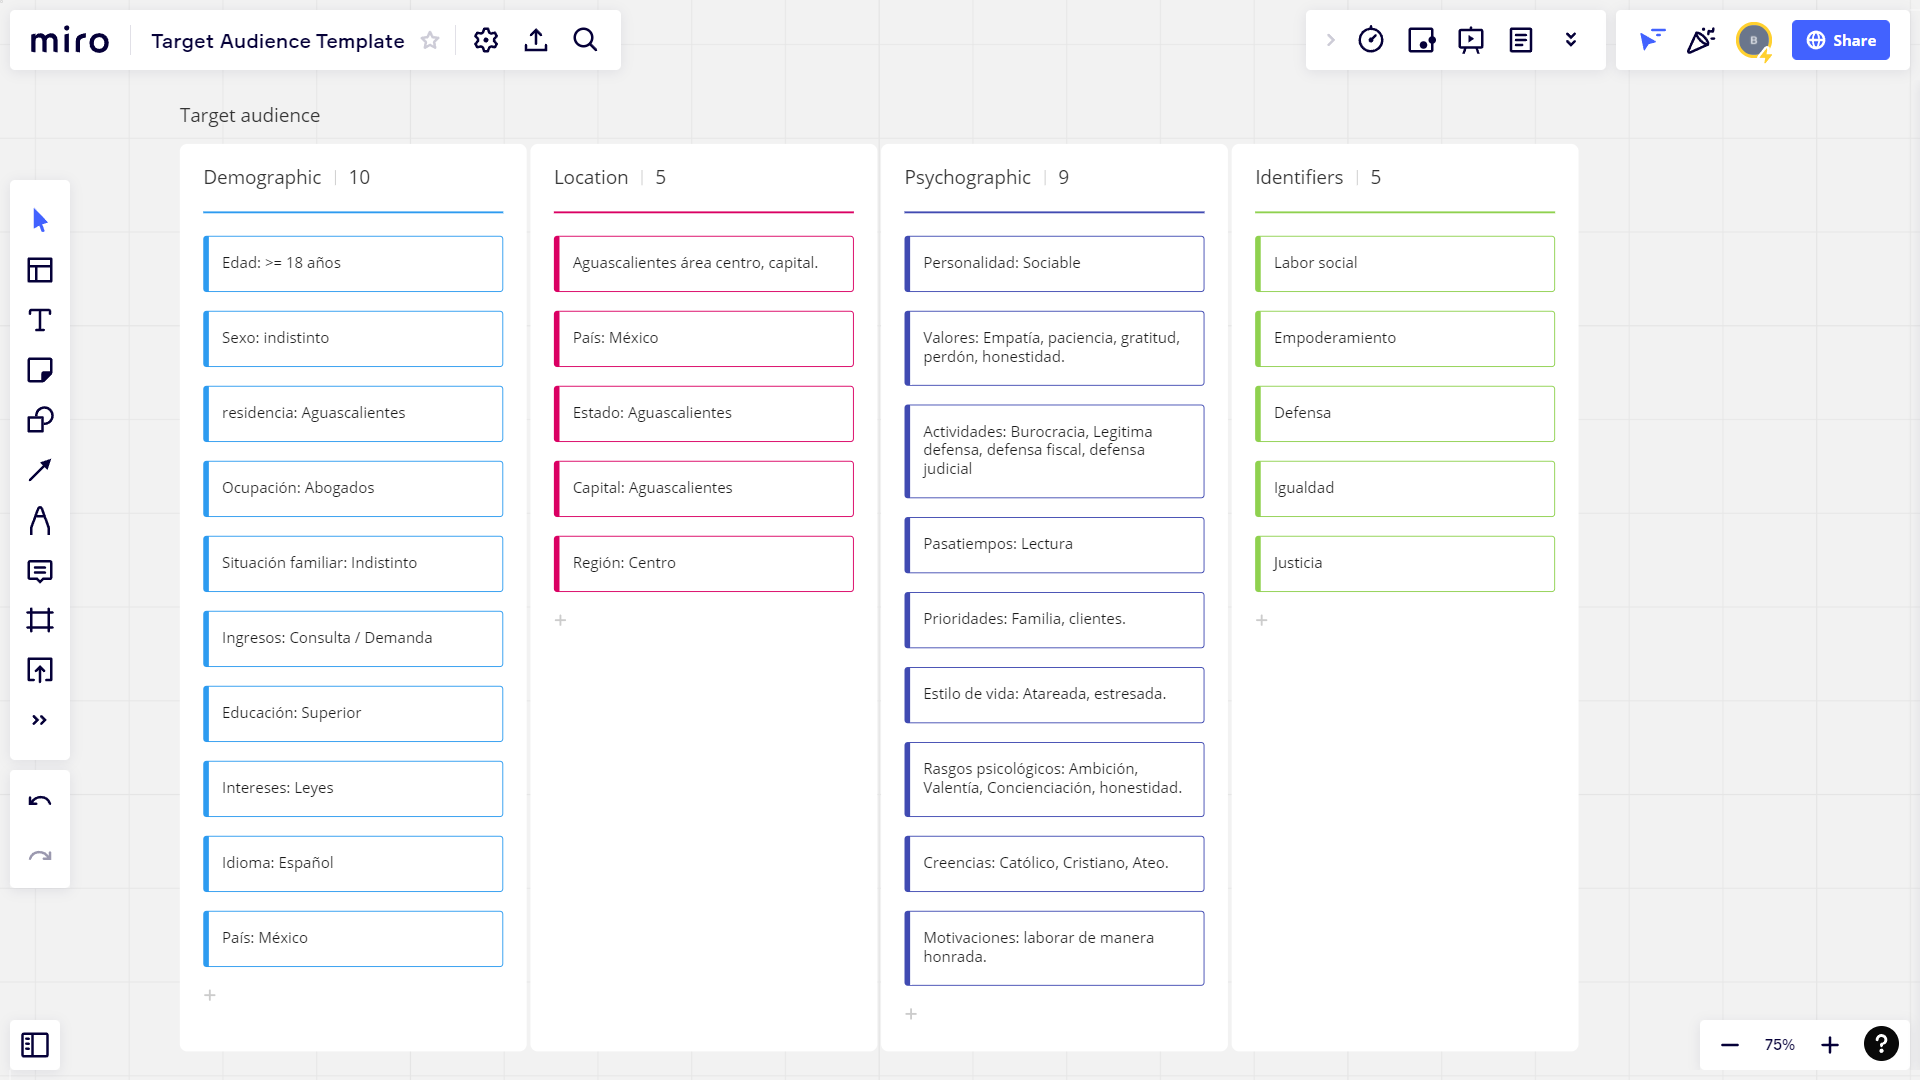 miro
Target Audience Template
B
Share
Target audience
Demographic 10
Edad: >= 18 años
Sexo: indistinto
residencia: Aguascalientes
Ocupación: Abogados
Situación familiar: Indistinto
Ingresos: Consulta / Demanda
Educación: Superior
Intereses: Leyes
Idioma: Español
País: México
Location 5
Aguascalientes área centro, capital.
País: México
Estado: Aguascalientes
Capital: Aguascalientes
Región: Centro
Psychographic 9
Personalidad: Sociable
Valores: Empatía, paciencia, gratitud,
perdón, honestidad.
Actividades: Burocracia, Legitima
defensa, defensa fiscal, defensa
judicial
Pasatiempos: Lectura
Prioridades: Familia, clientes.
Estilo de vida: Atareada, estresada.
Rasgos psicológicos: Ambición,
Valentía, Concienciación, honestidad.
Creencias: Católico, Cristiano, Ateo.
Motivaciones: laborar de manera
honrada.
Identifiers 5
Labor social
Empoderamiento
Defensa
Igualdad
Justicia
75%